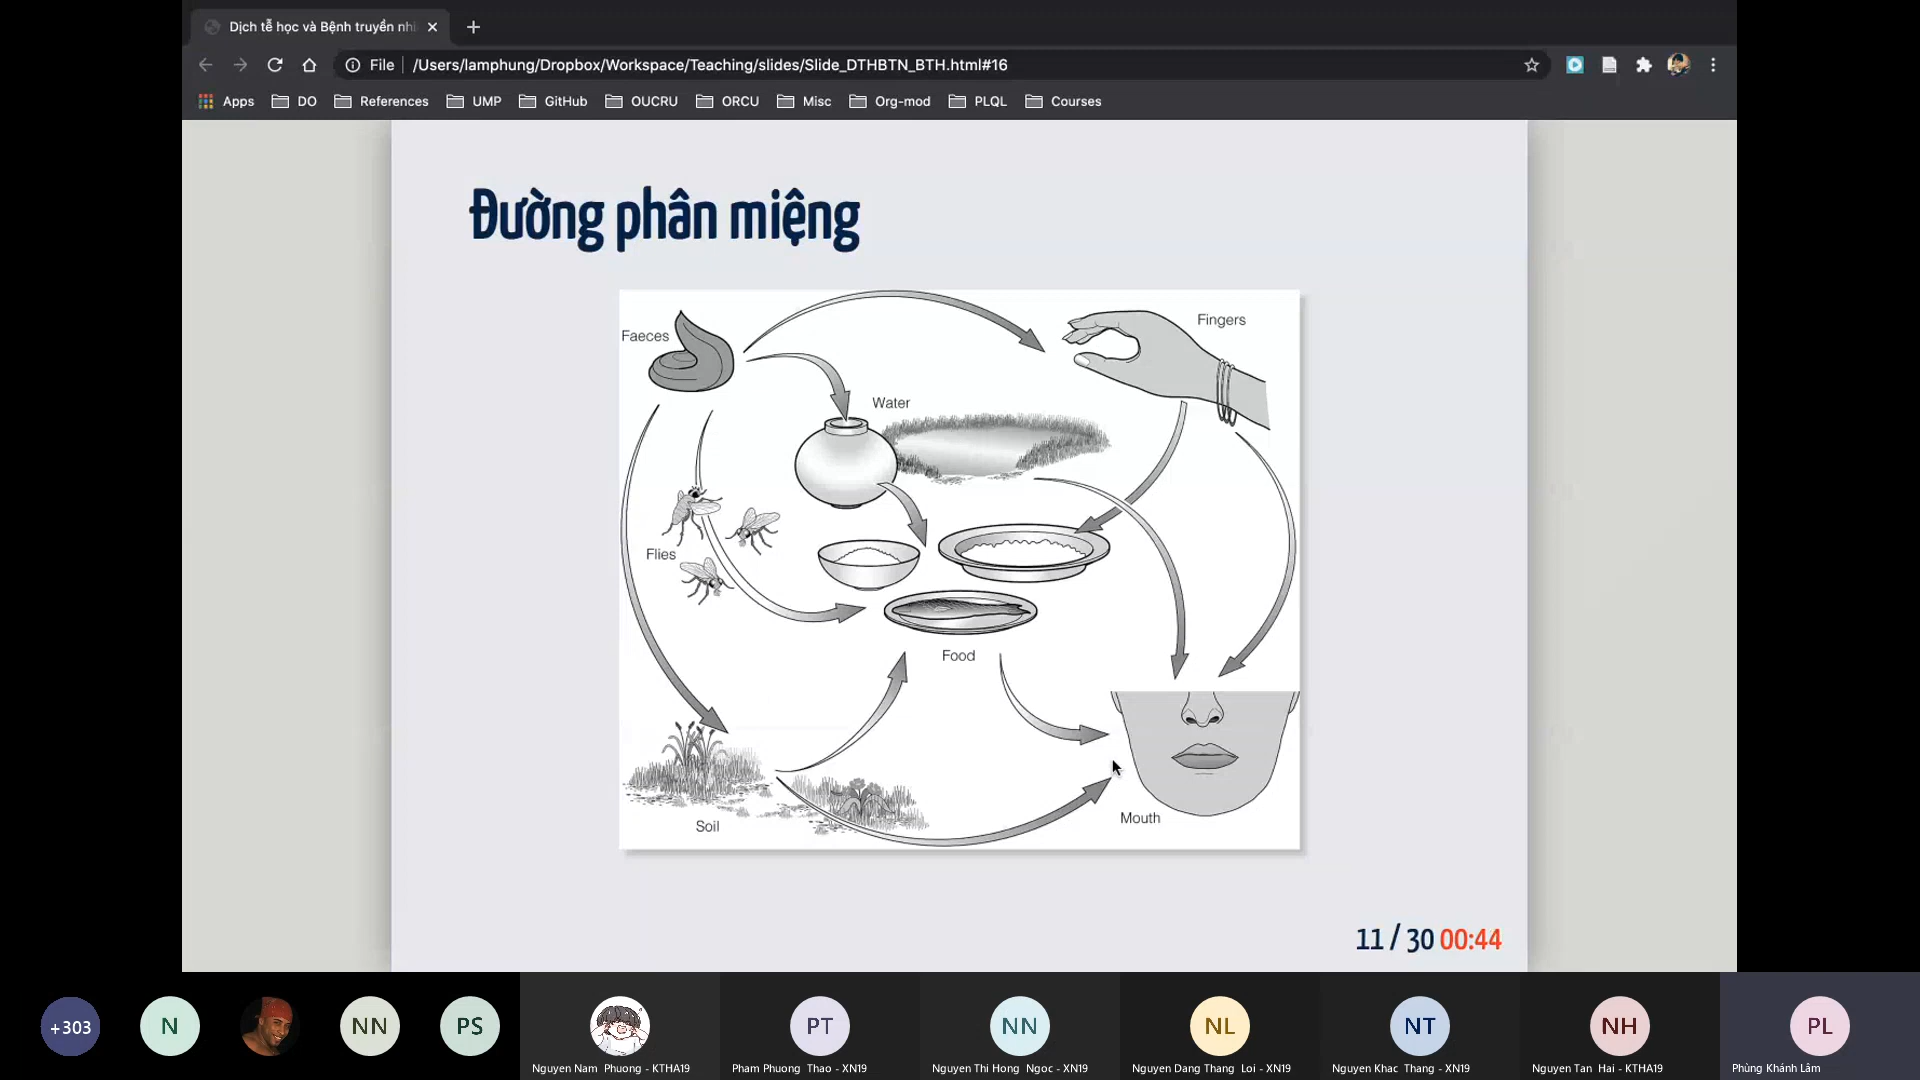 Dịch tễ học và Bệnh truyền nh
File /Users/lamphung/Dropbox/Workspace/Teaching/slides/Slide_DTHBTN_BTH.html#16
Apps DO References UMP GitHub OUCRU ORCU Misc Org-mod PLQL Courses
Đường phân miệng
Faeces
Fingers
Water
Flies
Food
Soil
Mouth
11 / 30 00:44
+303 N NN PS PT NN NL NT NH PL
Nguyen Nam Phuong - KTHA19
Pham Phuong Thao - XN19
Nguyen Thi Hong Ngoc - XN19
Nguyen Dang Thang Loi - XN19
Nguyen Khac Thang - XN19
Nguyen Tan Hai - KTHA19
Phùng Khánh Lâm